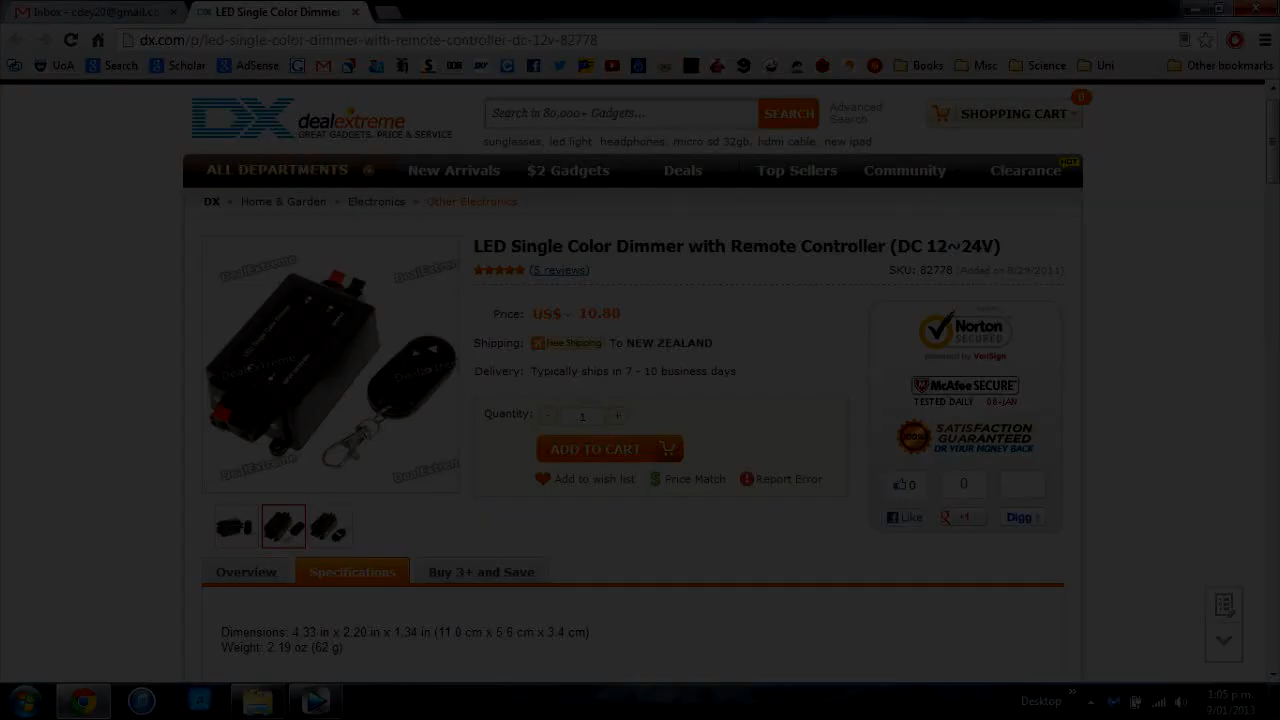 Inbox - cdey20@gmail.c
LED Single Color Dimmer
dx.com/p/led-single-color-dimmer-with-remote-controller-dc-12v-82778
UoA
Search
Scholar
AdSense
Books
Misc
Science
Uni
Other bookmarks
DX dealextreme
GREAT GADGETS. PRICE & SERVICE
Search in 80,000+ Gadgets...
SEARCH
Advanced Search
0
SHOPPING CART
sunglasses, led light headphones, micro sd 32gb, hdmi cable, new ipad
ALL DEPARTMENTS New Arrivals $2 Gadgets Deals Top Sellers Community Clearance HOT
DX Home & Garden Electronics Other Electronics
LED Single Color Dimmer with Remote Controller (DC 12~24V)
(5 reviews)
SKU: 82778 (Added on 8/29/2011)
DealExtreme
DealExtreme
Price: US$ 10.80
Shipping: Free Shipping To NEW ZEALAND
Delivery: Typically ships in 7 - 10 business days
Quantity: - 1 +
ADD TO CART
Add to wish list Price Match Report Error
Norton
SECURED
powered by VeriSign
McAfee SECURE
TESTED DAILY 08-JAN
100%
SATISFACTION
GUARANTEED
OR YOUR MONEY BACK
0
0
Like
+1
Digg
Overview Specifications Buy 3+ and Save
Dimensions: 4.33 in x 2.20 in x 1.34 in (11.0 cm x 5.6 cm x 3.4 cm)
Weight: 2.19 oz (62 g)
Desktop
1:05 p.m.
9/01/2013